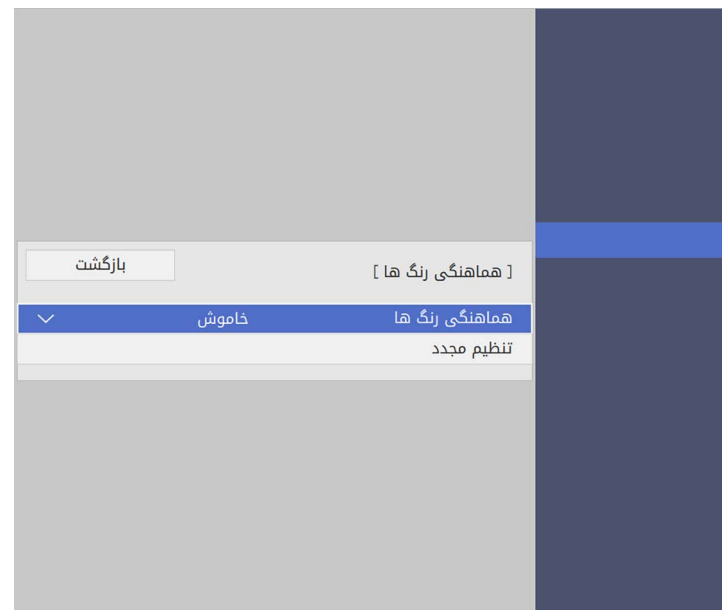 [ هماهنگی رنگ ها ]
بازگشت
هماهنگی رنگ ها خاموش
تنظیم مجدد